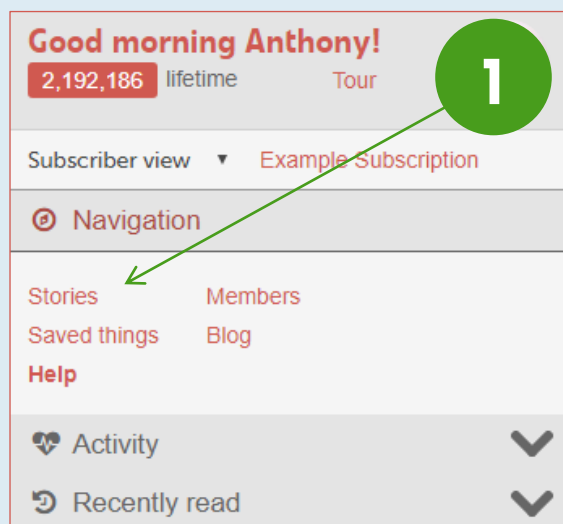 Good morning Anthony!
2,192,186 lifetime Tour
1
Subscriber view ▼ Example Subscription
Navigation
Stories Members
Saved things Blog
Help
Activity
Recently read